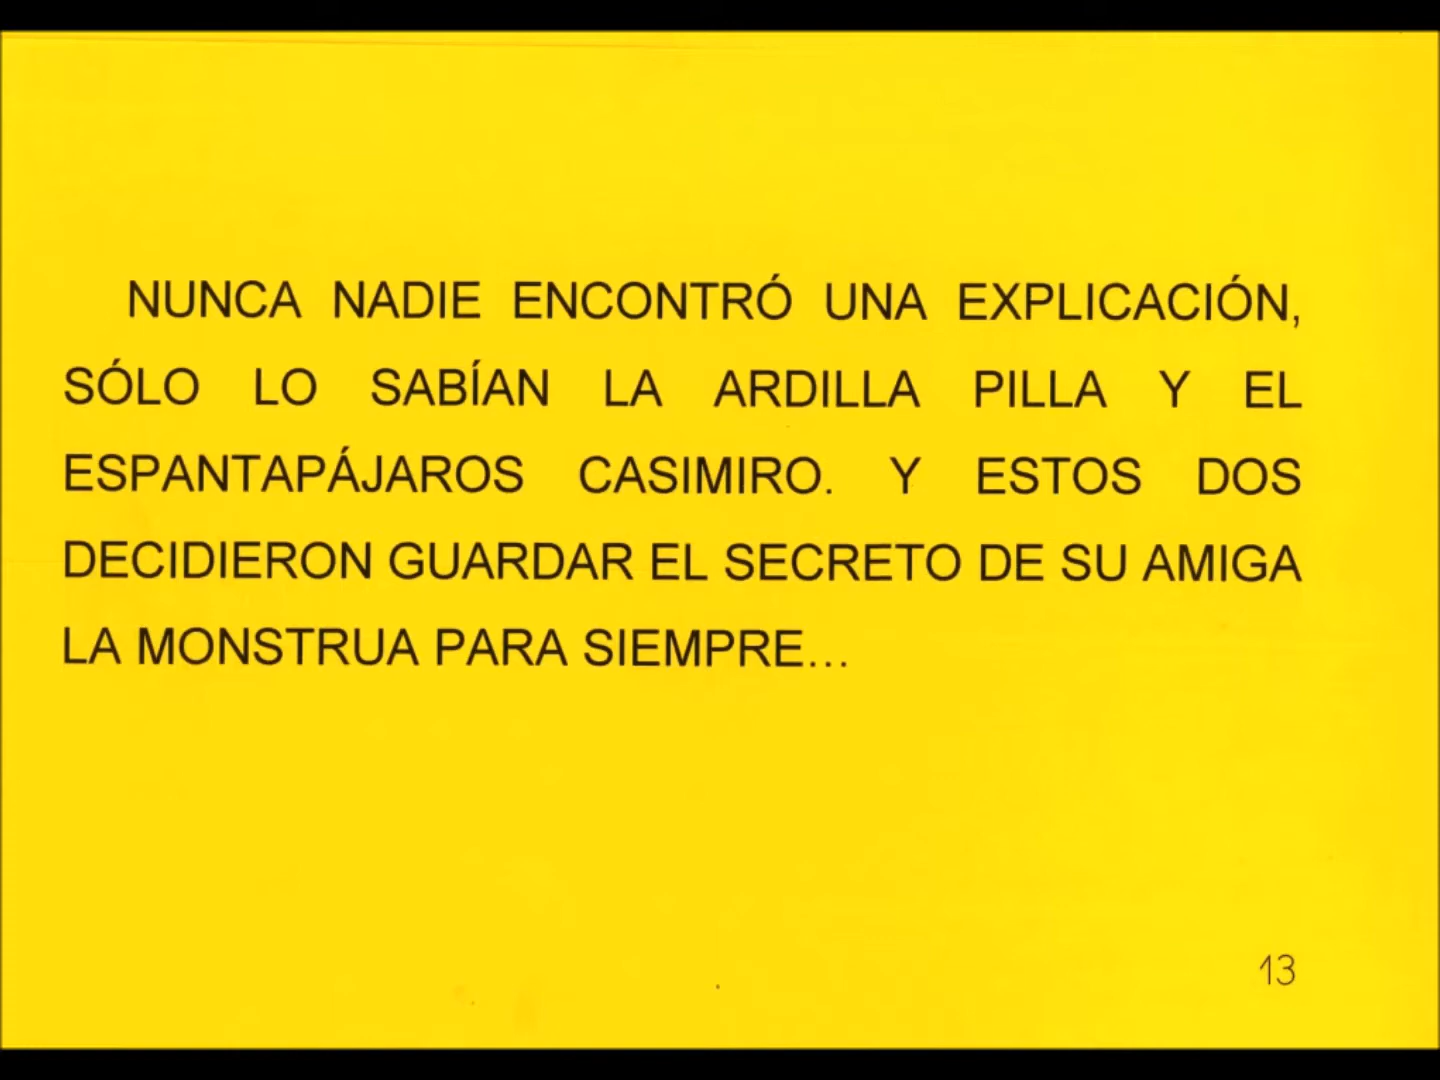 NUNCA NADIE ENCONTRÓ UNA EXPLICACIÓN,
SÓLO LO SABÍAN LA ARDILLA PILLA Y EL
ESPANTAPÁJAROS CASIMIRO. Y ESTOS DOS
DECIDIERON GUARDAR EL SECRETO DE SU AMIGA
LA MONSTRUA PARA SIEMPRE...
13